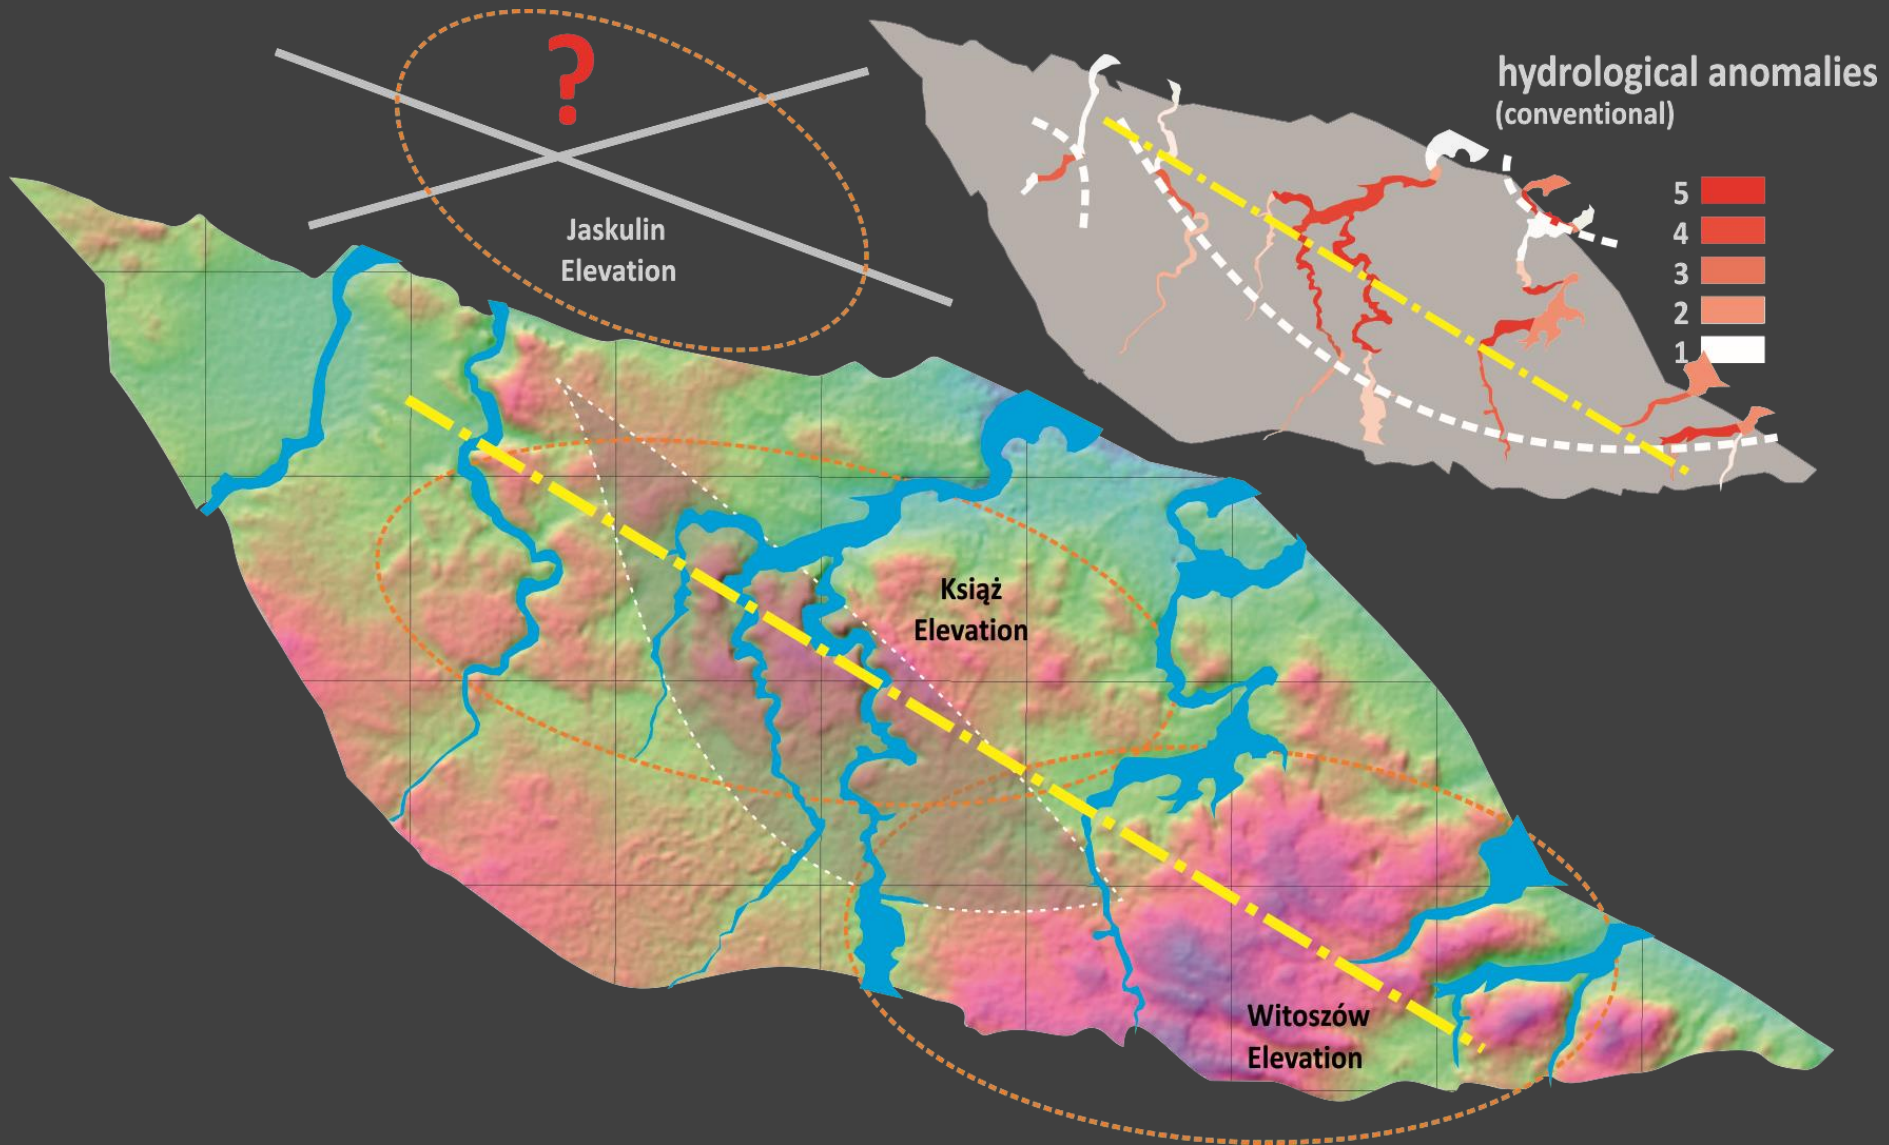 ?
Jaskulin
Elevation
hydrological anomalies
(conventional)
5
4
3
2
1
Książ
Elevation
Witoszów
Elevation